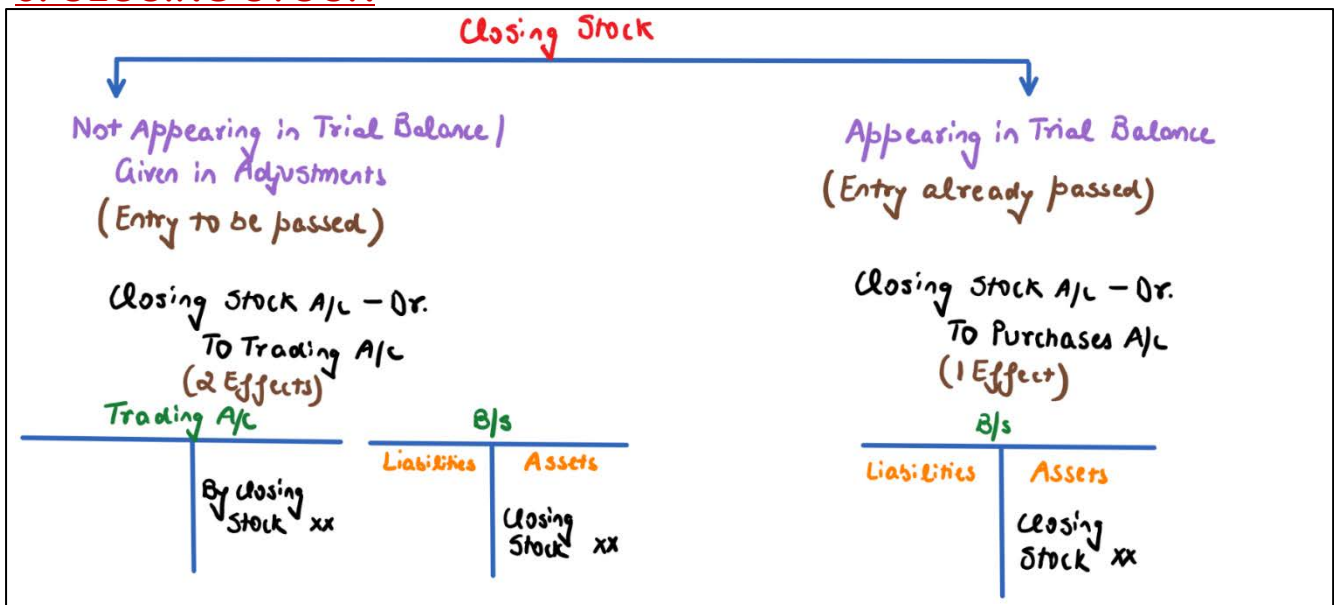 Closing Stock
Not Appearing in Trial Balance /
Given in Adjustments
(Entry to be passed)
Closing Stock A/c - Dr.
To Trading A/c
(2 Effects)
Trading A/c
By Closing
Stock xx
B/s
Liabilities Assets
Closing
Stock xx
Appearing in Trial Balance
(Entry already passed)
Closing Stock A/c - Dr.
To Purchases A/c
(1 Effect)
B/s
Liabilities Assets
Closing
Stock xx